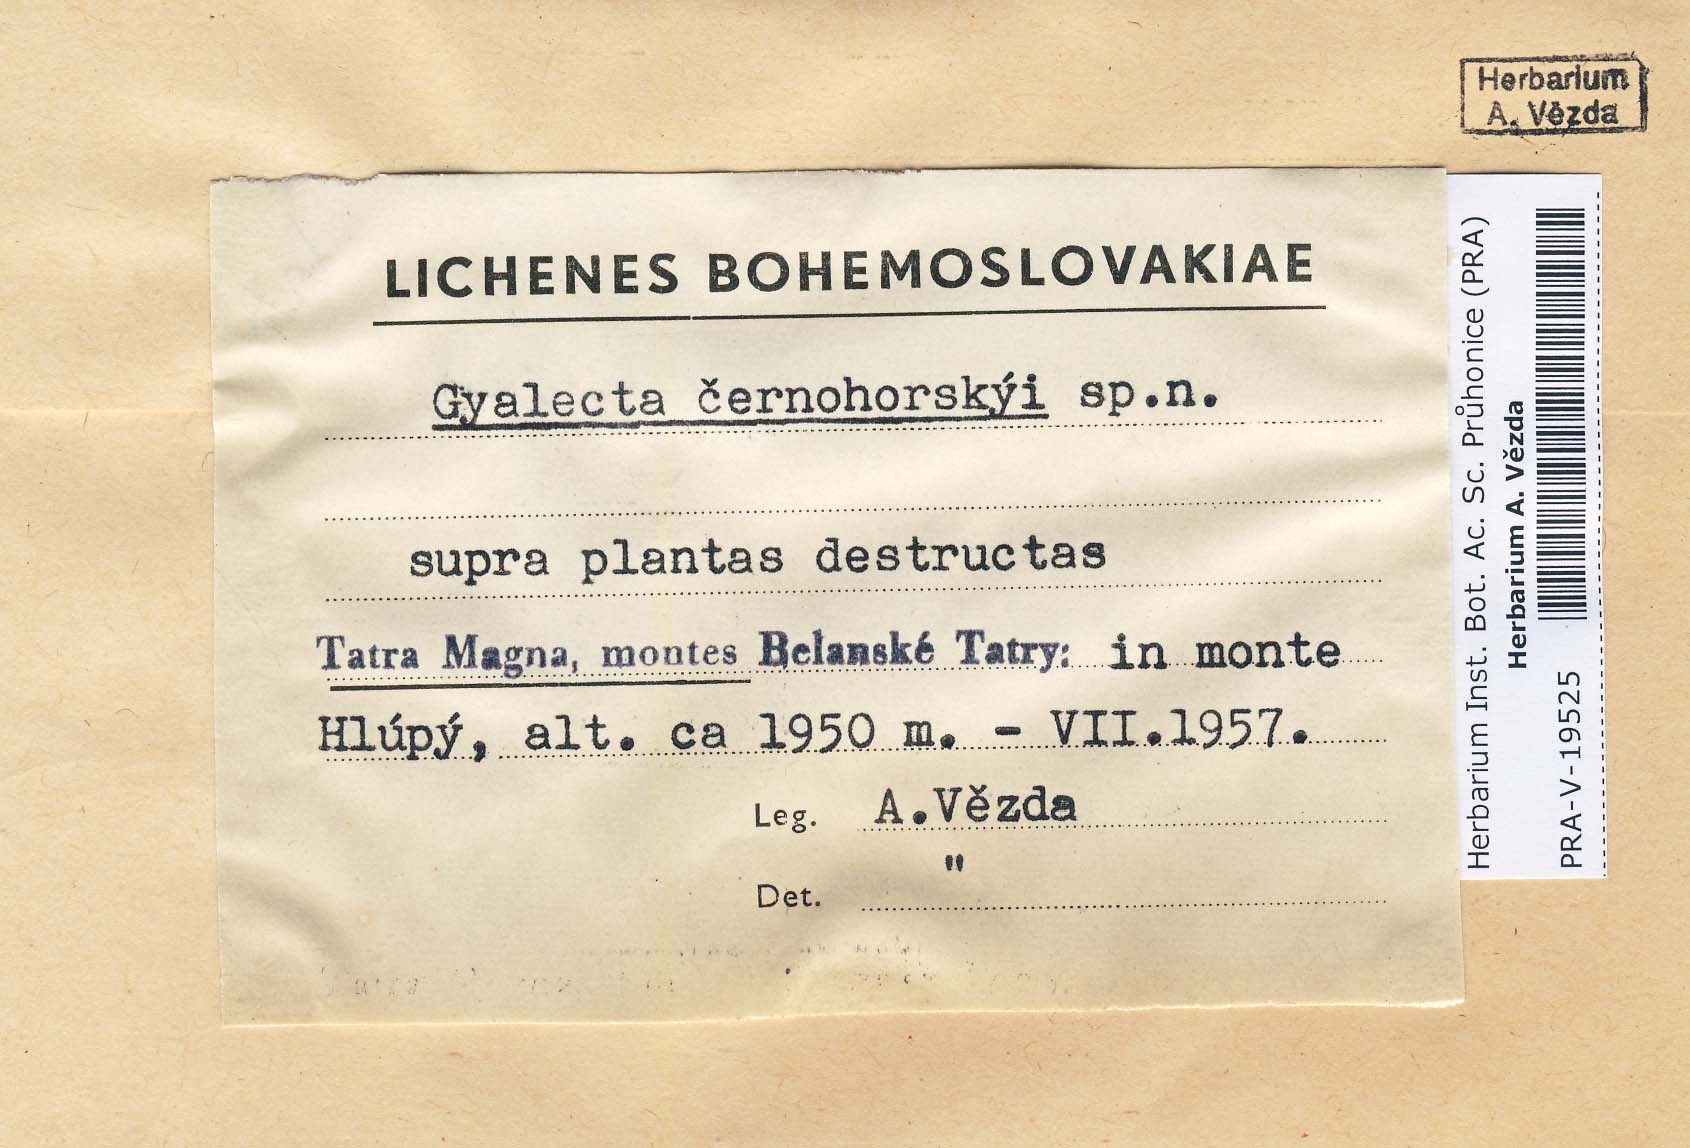 Herbarium
A. Vězda
LICHENES BOHEMOSLOVAKIAE
Gyalecta černohorskýi sp.n.
supra plantas destructas
Tatra Magna, montes Belanské Tatry: in monte
Hlúpý, alt. ca 1950 m. - VII.1957.
Leg. A.Vězda
"
Det.
Herbarium Inst. Bot. Ac. Sc. Průhonice (PRA)
Herbarium A. Vězda
PRA-V-19525